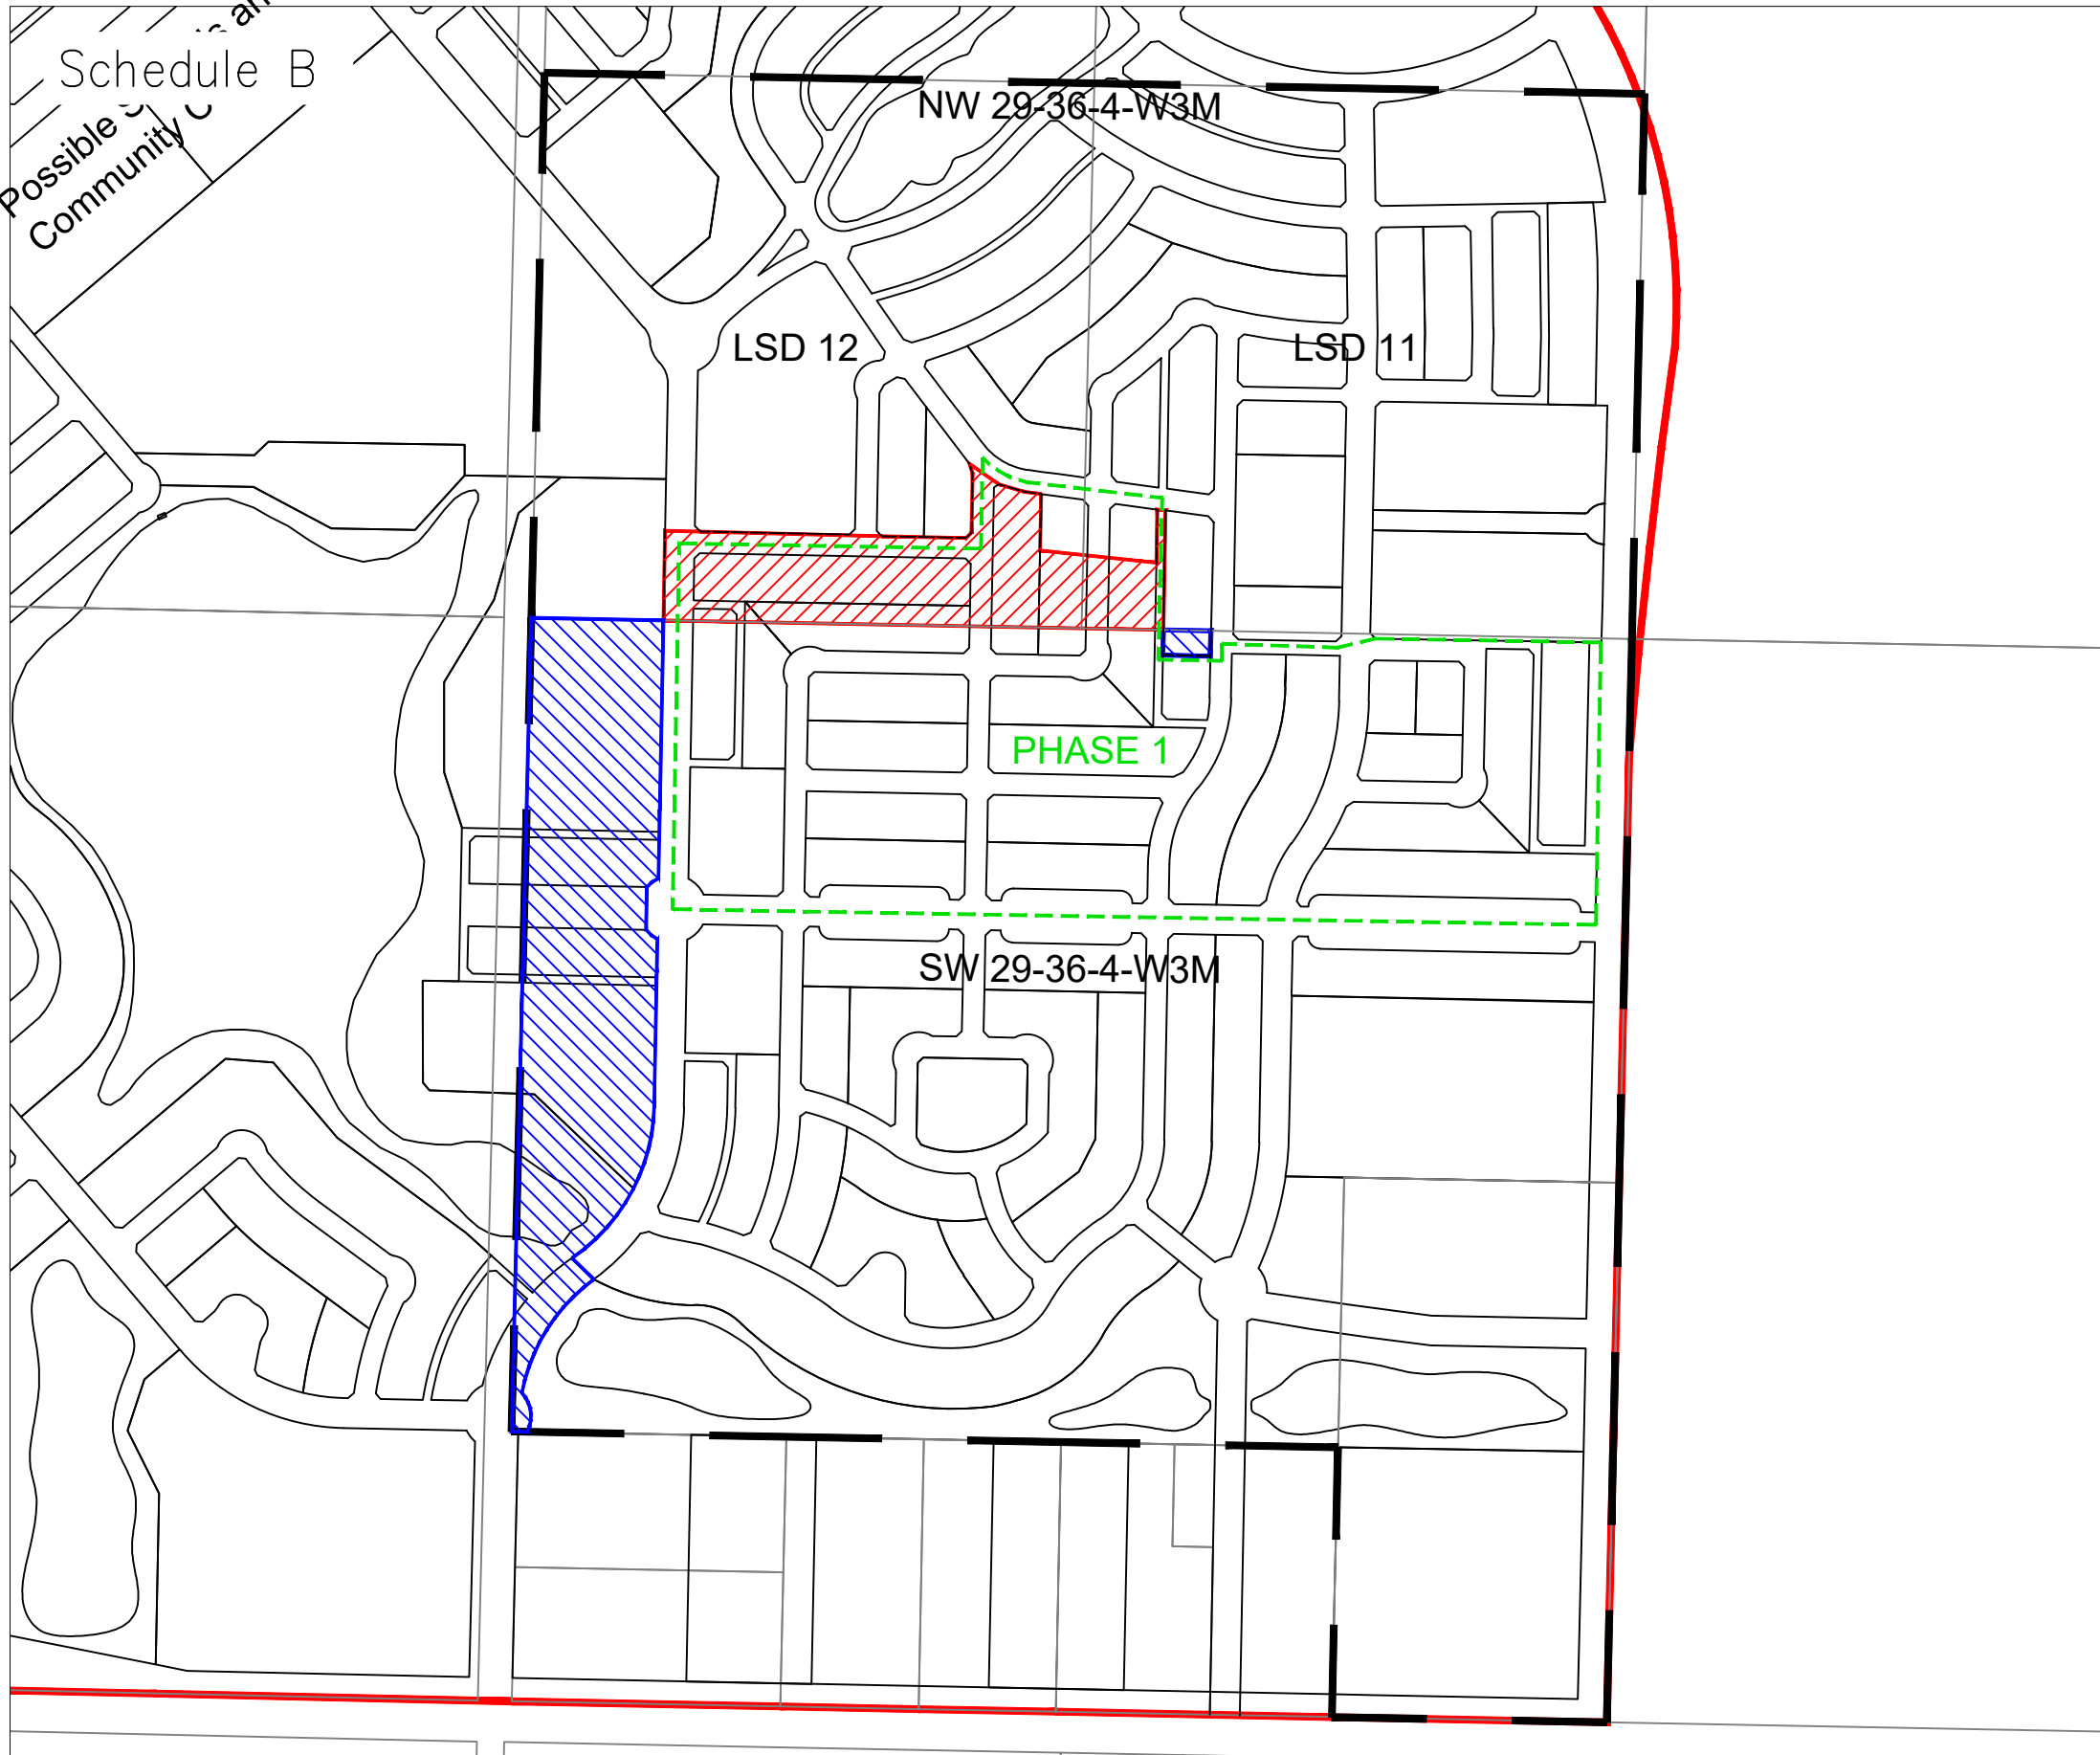 Schedule B
Possible
Community C
NW 29-36-4-W3M
LSD 12
LSD 11
PHASE 1
SW 29-36-4-W3M